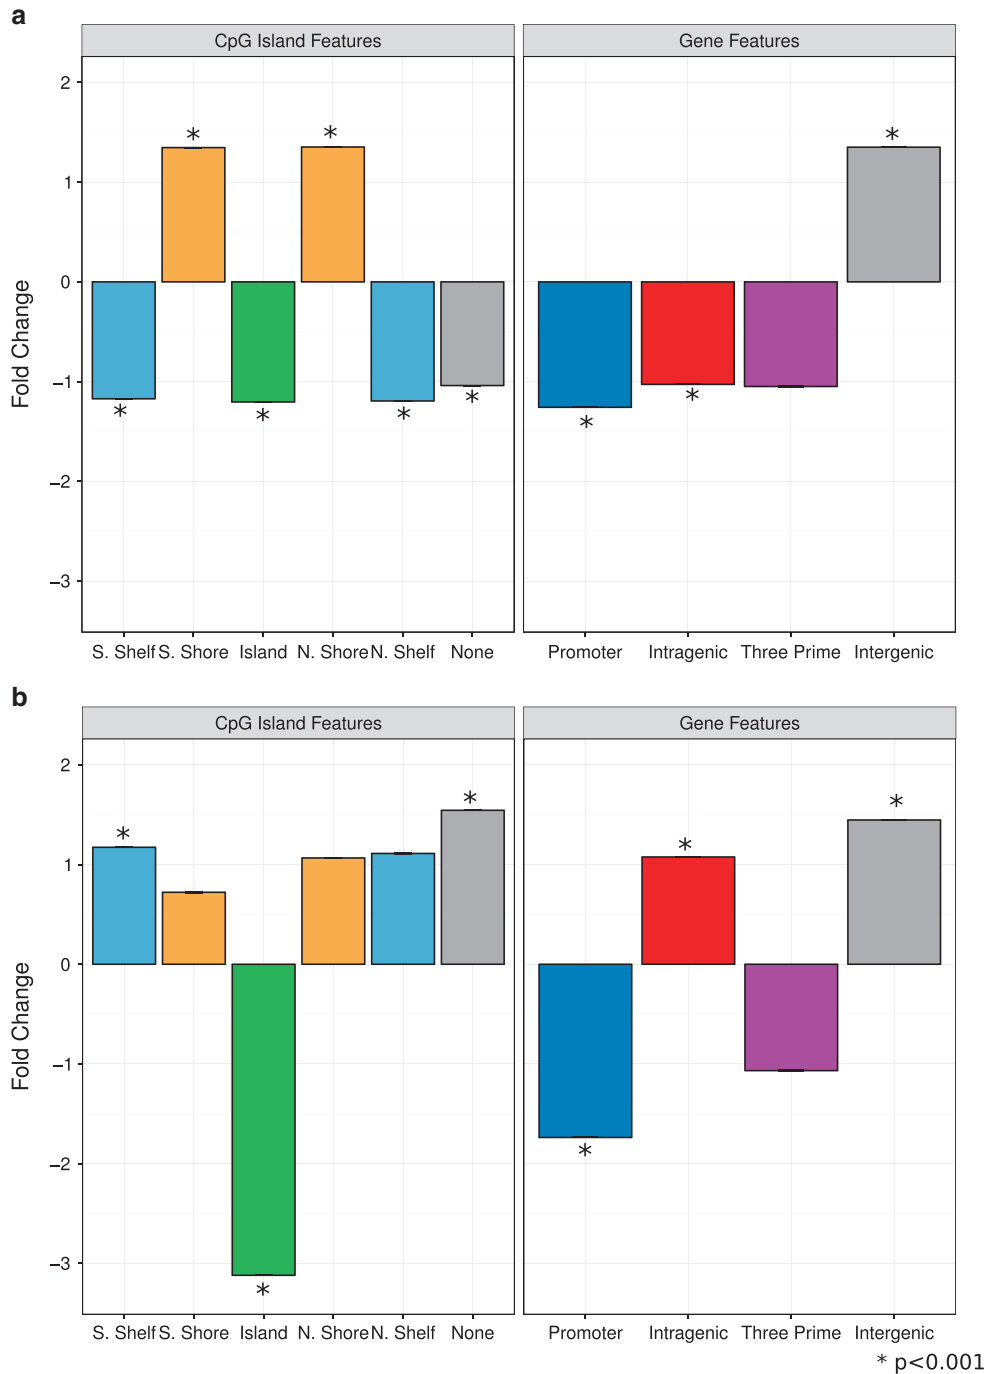 a
CpG Island Features
Gene Features
Fold Change
2
1
0
−1
−2
−3
*
*
*
*
*
*
*
*
*
S. Shelf S. Shore Island N. Shore N. Shelf None
Promoter Intragenic Three Prime Intergenic
b
CpG Island Features
Gene Features
Fold Change
2
1
0
−1
−2
−3
*
*
*
*
*
*
S. Shelf S. Shore Island N. Shore N. Shelf None
Promoter Intragenic Three Prime Intergenic
* p<0.001